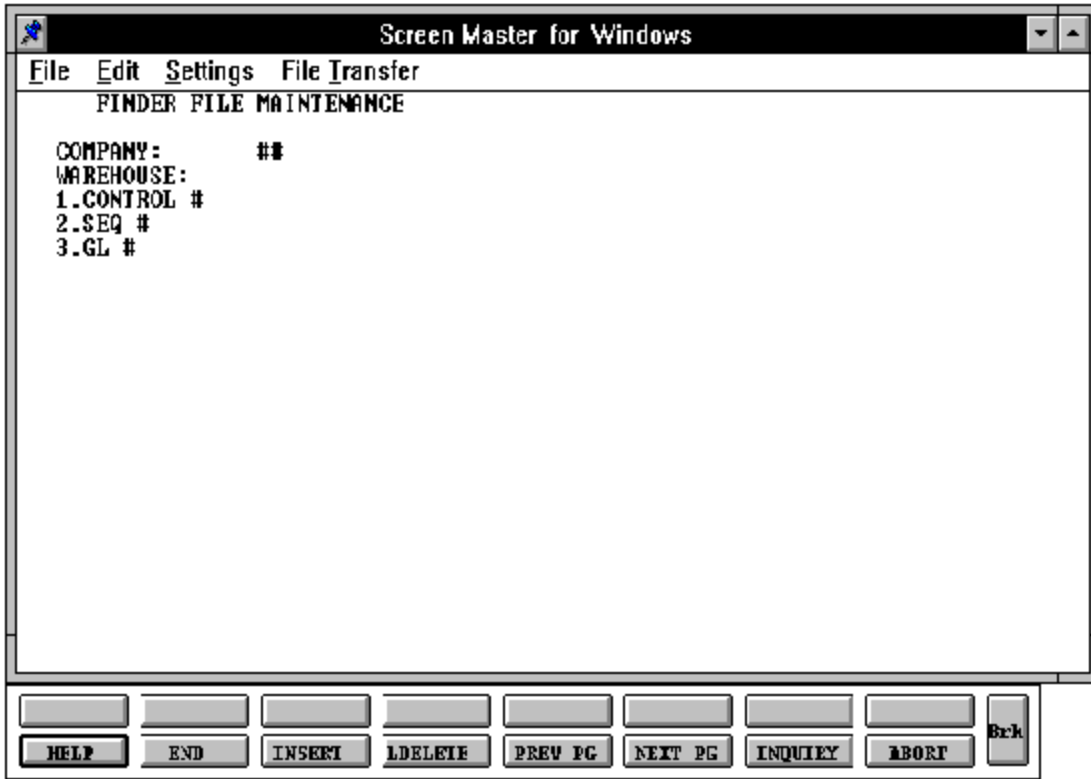 Screen Master for Windows
File Edit Settings File Transfer
FINDER FILE MAINTENANCE
COMPANY: ##
WAREHOUSE:
1.CONTROL #
2.SEQ #
3.GL #
Brk
HELP END INSERT LDELETE PREV PG NEXT PG INQUIRY ABORT